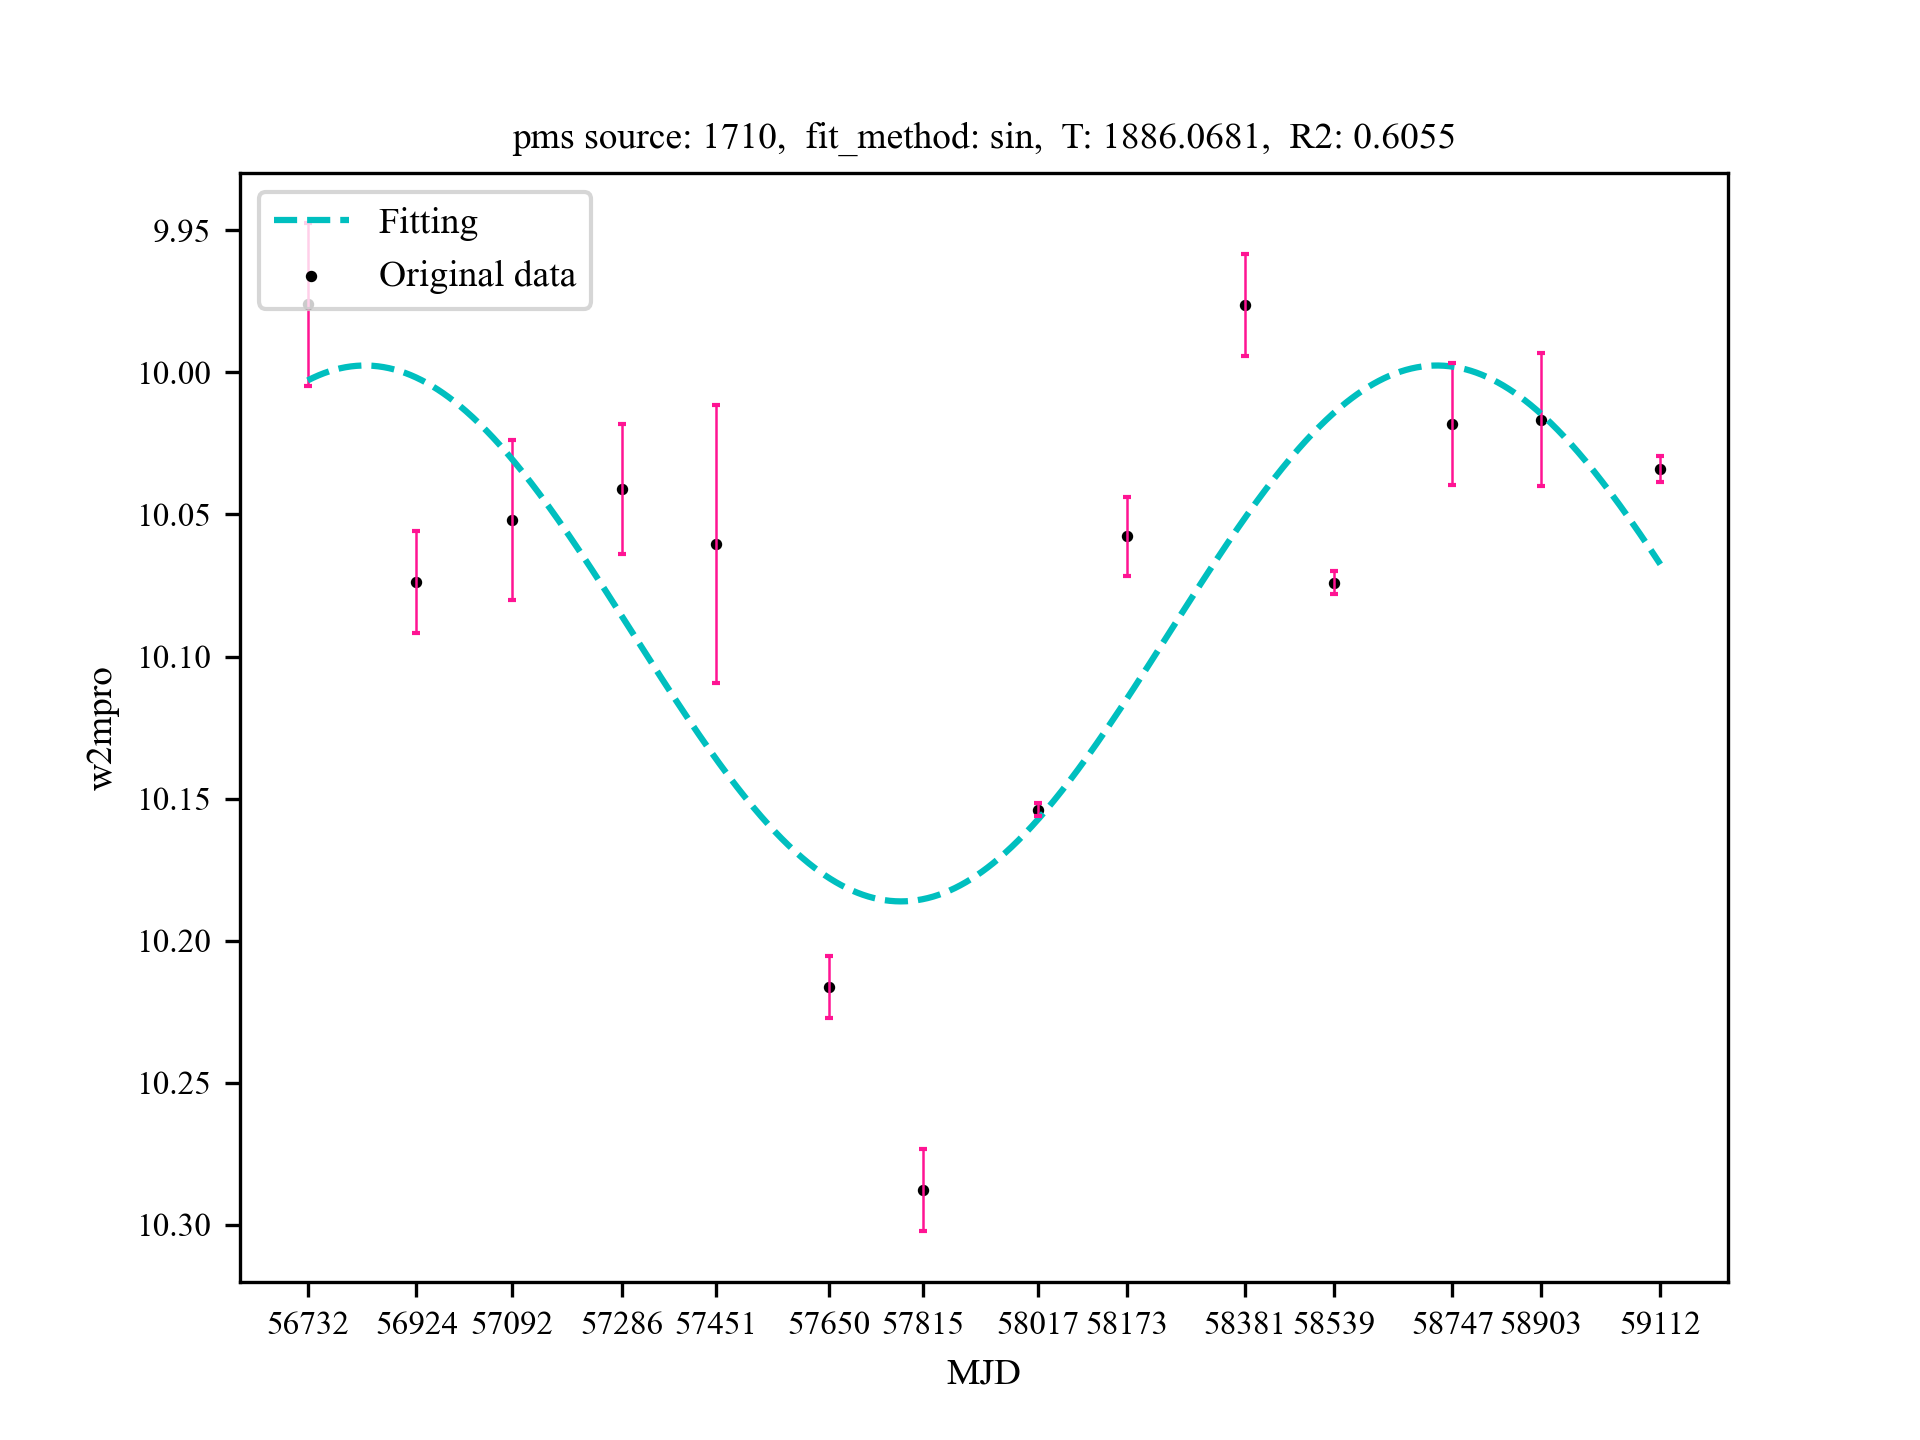 pms source: 1710,  fit_method: sin,  T: 1886.0681,  R2: 0.6055
Fitting
Original data
9.95
10.00
10.05
10.10
10.15
10.20
10.25
10.30
w2mpro
56732 56924 57092 57286 57451 57650 57815 58017 58173 58381 58539 58747 58903 59112
MJD